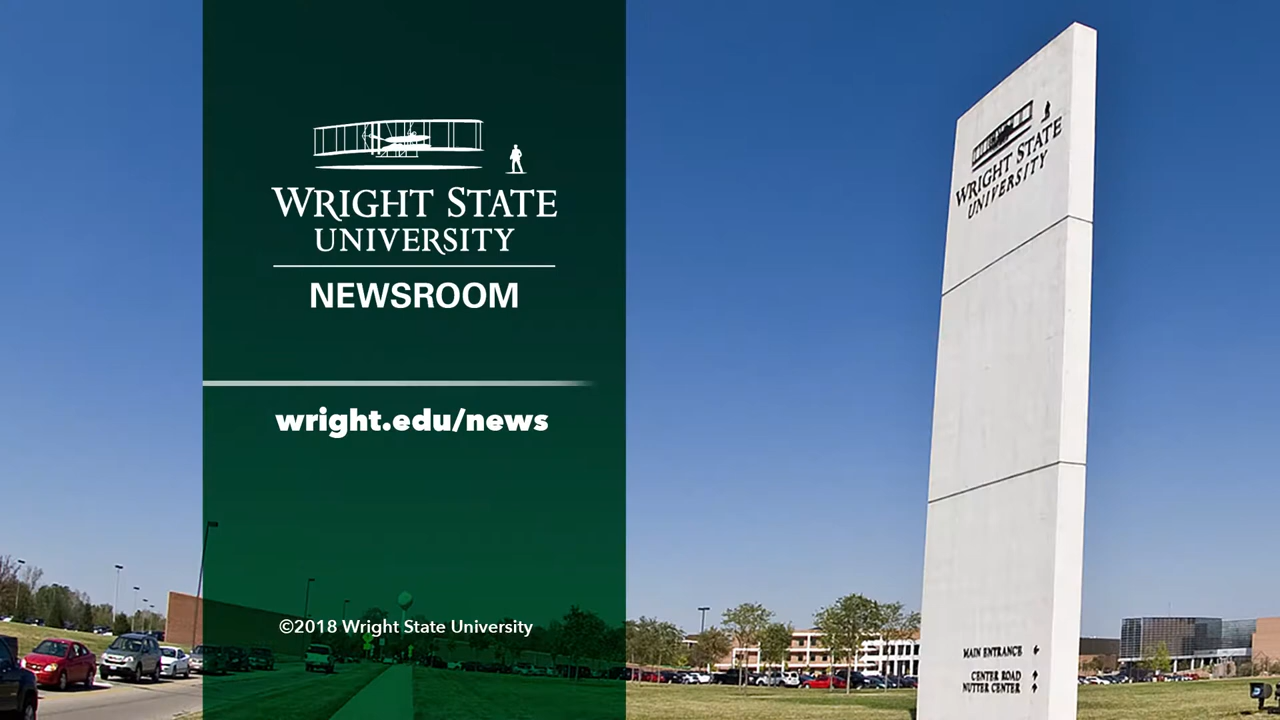 WRIGHT STATE
UNIVERSITY
NEWSROOM
wright.edu/news
©2018 Wright State University
WRIGHT STATE
UNIVERSITY
MAIN ENTRANCE
CENTER ROAD
NUTTER CENTER